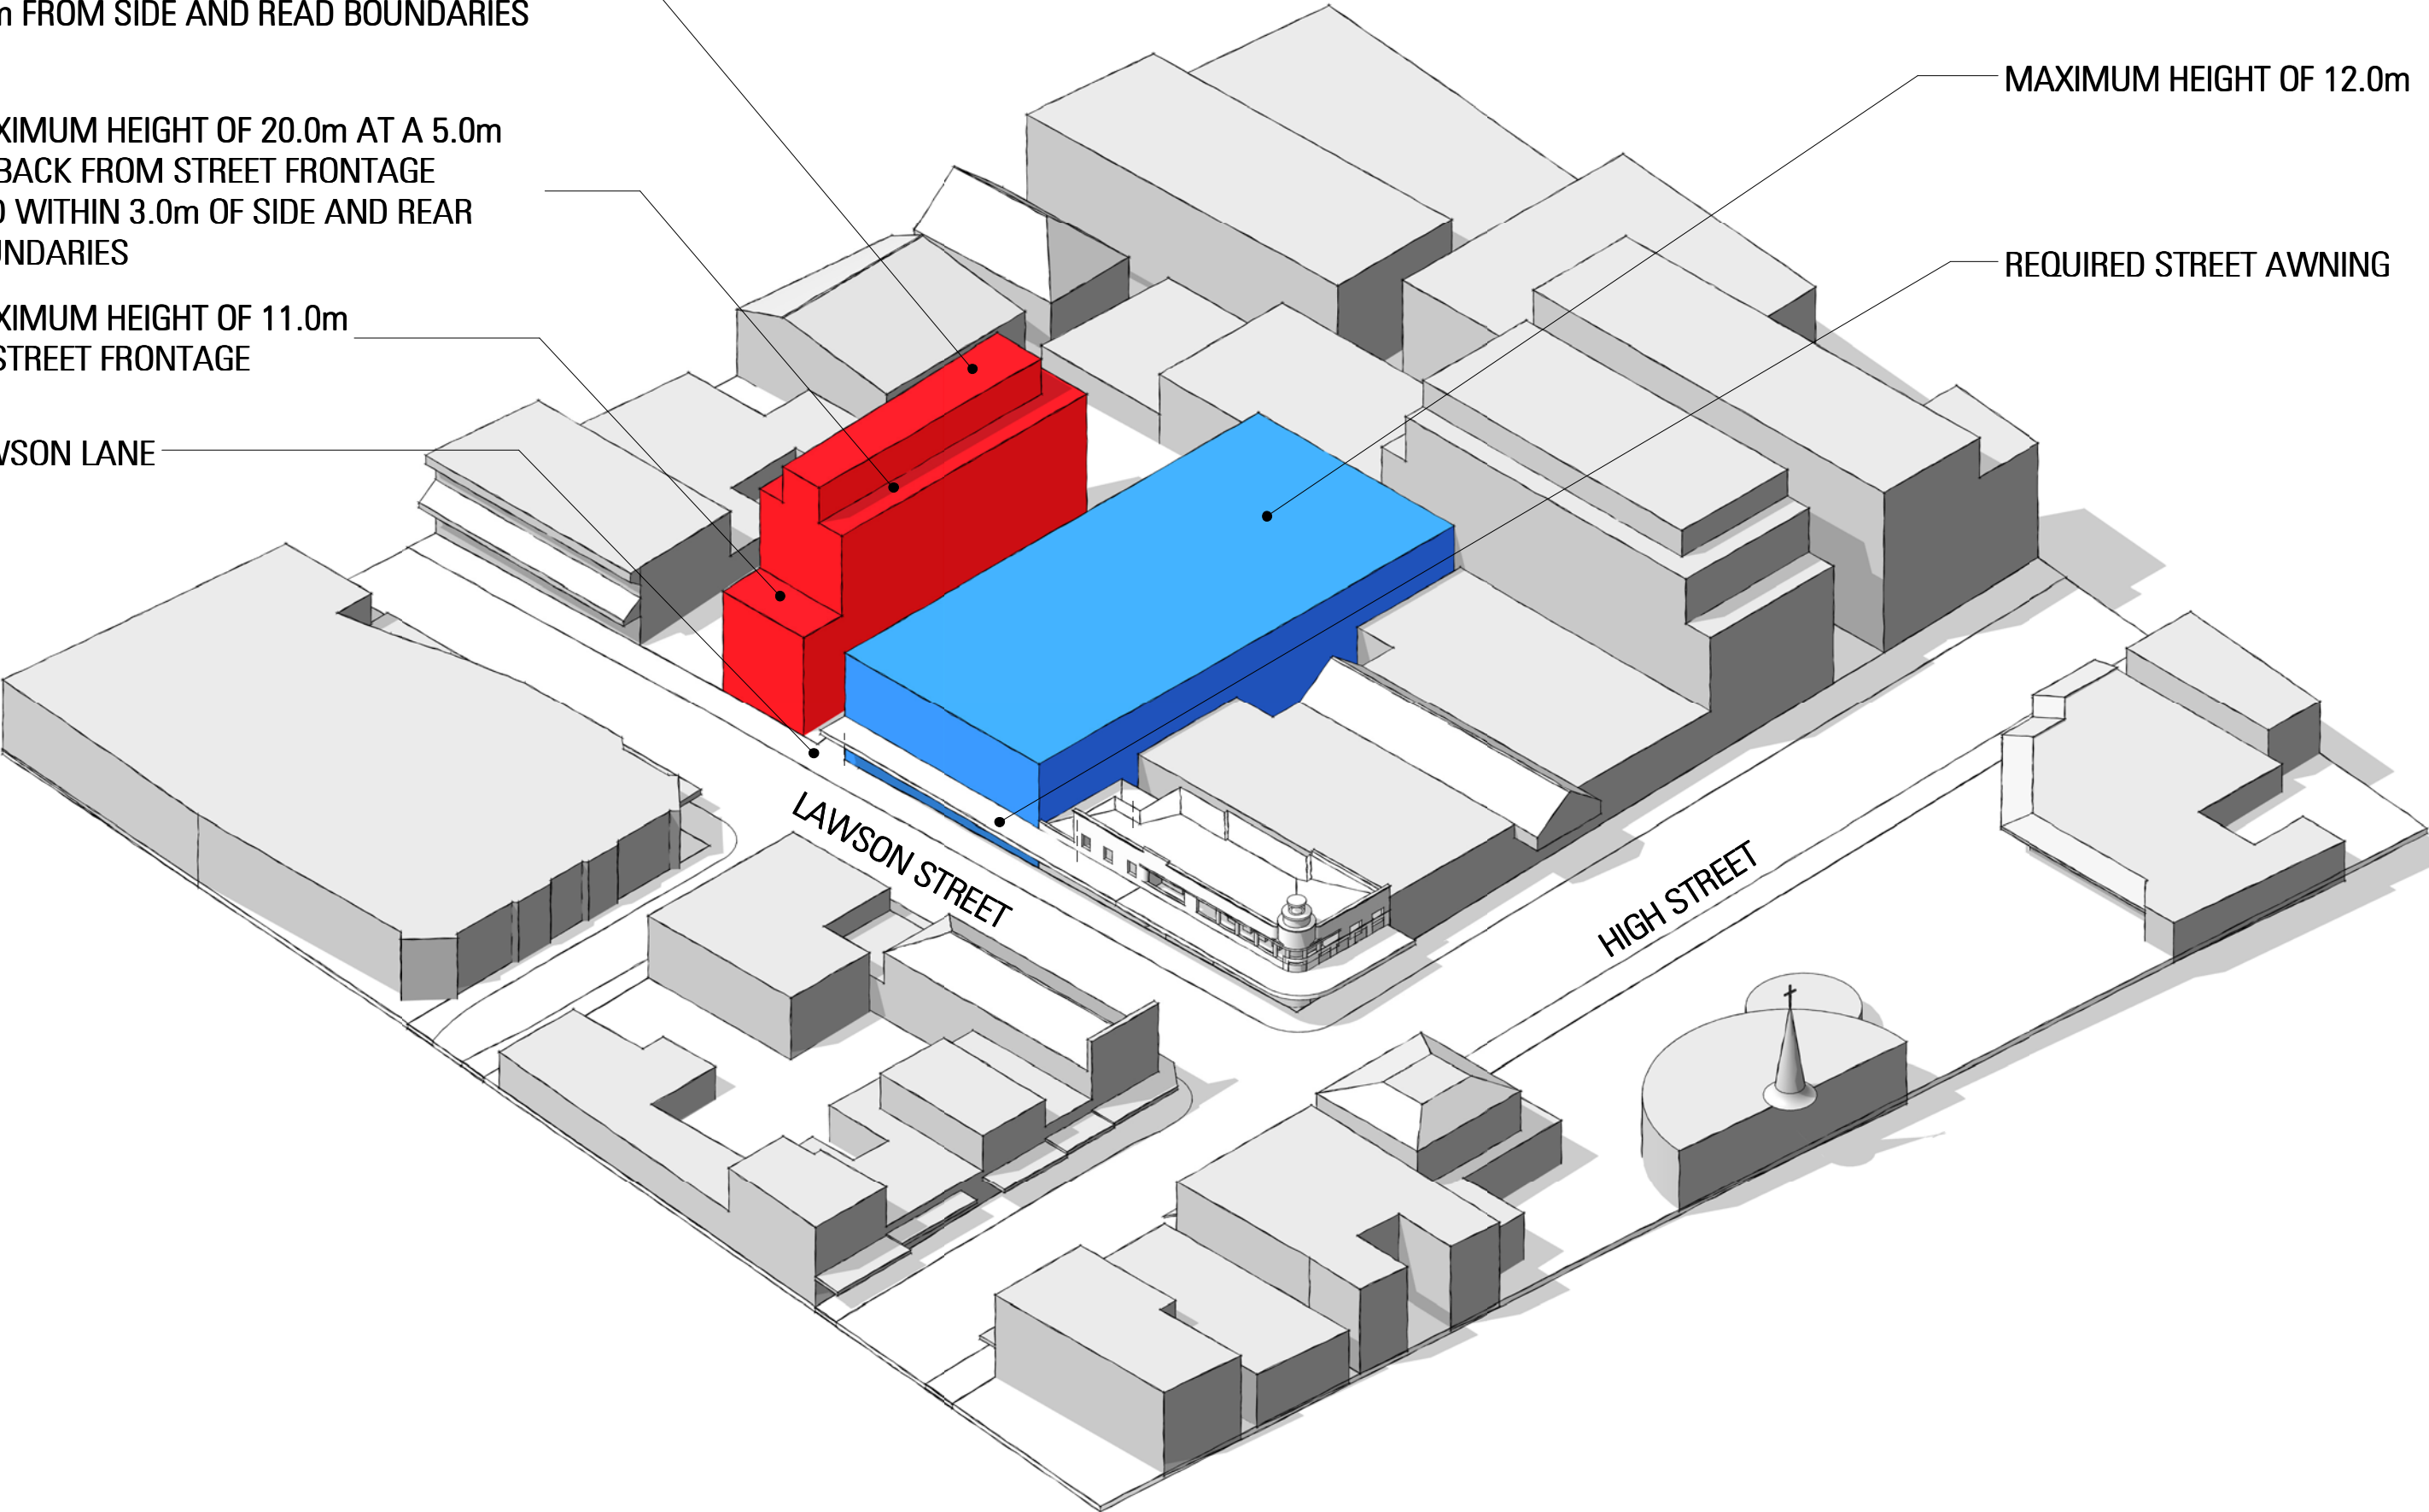 m FROM SIDE AND READ BOUNDARIES
XIMUM HEIGHT OF 20.0m AT A 5.0m
BACK FROM STREET FRONTAGE
WITHIN 3.0m OF SIDE AND REAR
UNDARIES
XIMUM HEIGHT OF 11.0m
STREET FRONTAGE
WSON LANE
MAXIMUM HEIGHT OF 12.0m
REQUIRED STREET AWNING
LAWSON STREET
HIGH STREET